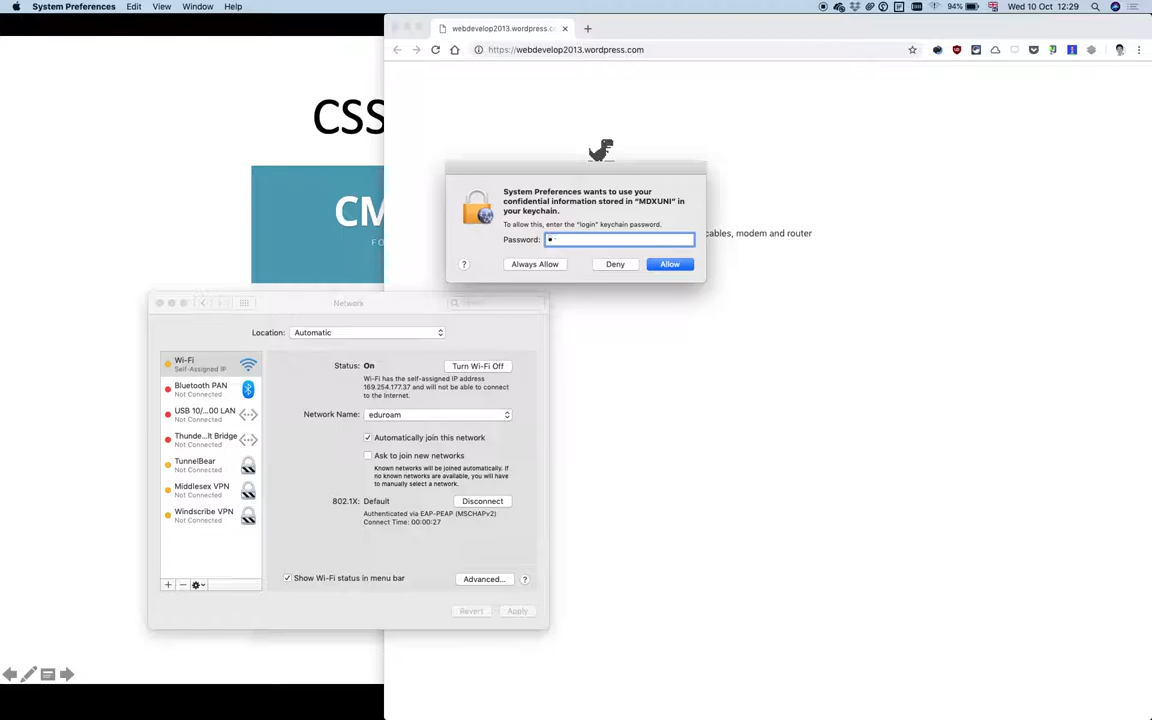 System Preferences Edit View Window Help 94% Wed 10 Oct 12:29
webdevelop2013.wordpress.co
https://webdevelop2013.wordpress.com
CSS
CM
FO
System Preferences wants to use your
confidential information stored in “MDXUNI” in
your keychain.
To allow this, enter the “login” keychain password.
Password:
cables, modem and router
? Always Allow Deny Allow
Network
Location: Automatic
Wi-Fi
Self-Assigned IP
Bluetooth PAN
Not Connected
USB 10/...00 LAN
Not Connected
Thunde...lt Bridge
Not Connected
TunnelBear
Not Connected
Middlesex VPN
Not Connected
Windscribe VPN
Not Connected
Status: On Turn Wi-Fi Off
Wi-Fi has the self-assigned IP address
169.254.177.37 and will not be able to connect
to the Internet.
Network Name: eduroam
Automatically join this network
Ask to join new networks
Known networks will be joined automatically. If
no known networks are available, you will have
to manually select a network.
802.1X: Default Disconnect
Authenticated via EAP-PEAP (MSCHAPv2)
Connect Time: 00:00:27
Show Wi-Fi status in menu bar Advanced... ?
Revert Apply